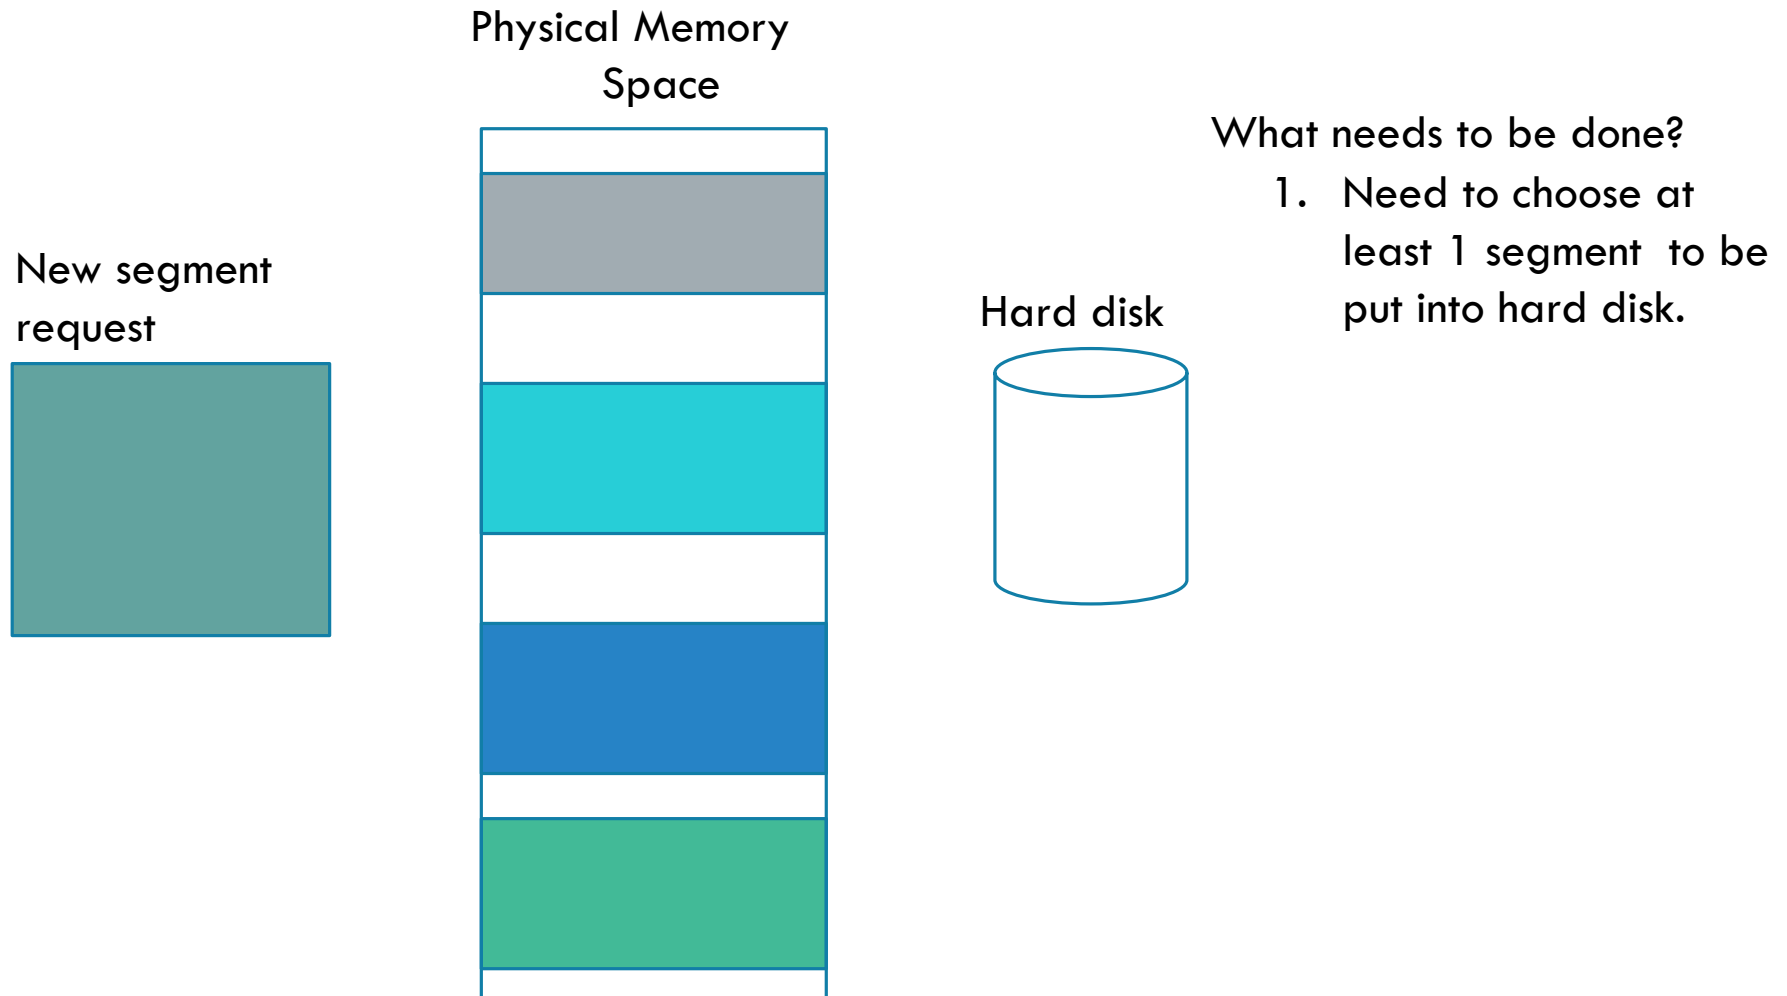 Physical Memory
Space
What needs to be done?
1. Need to choose at
least 1 segment to be
put into hard disk.
New segment
request
Hard disk